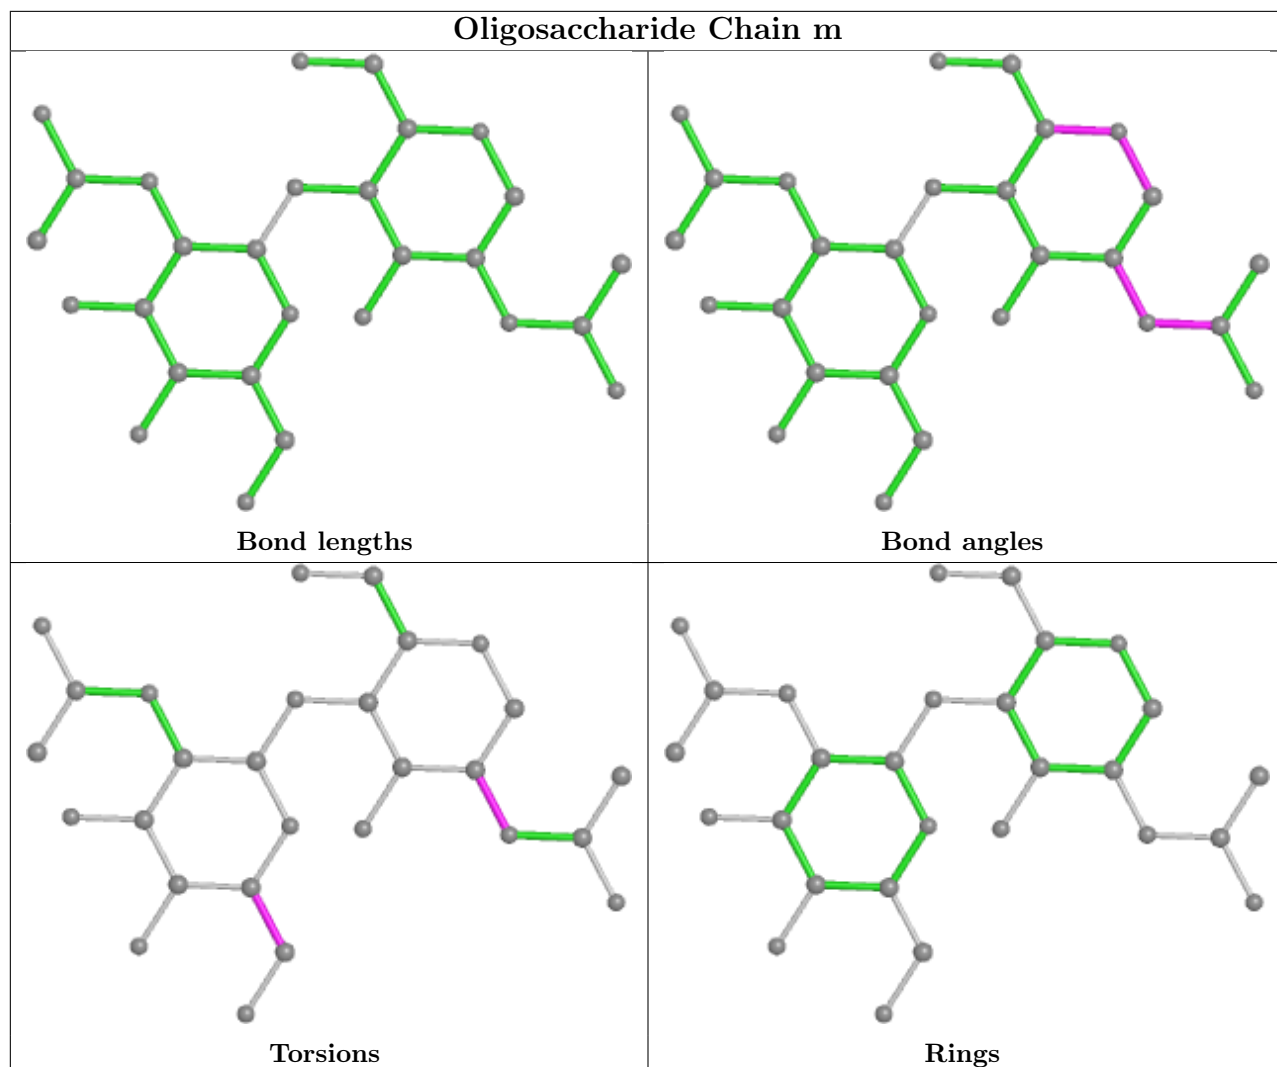 Oligosaccharide Chain m
Bond lengths
Bond angles
Torsions
Rings